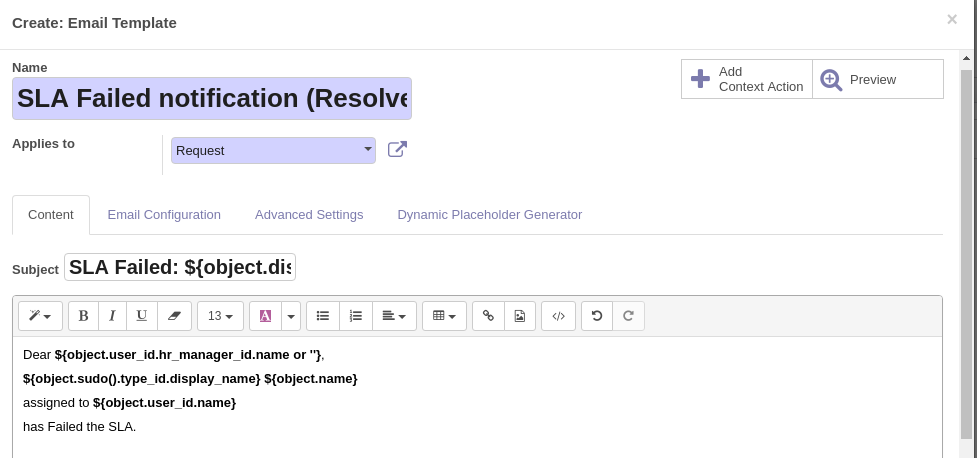 Create: Email Template
×
Name
SLA Failed notification (Resolve
Add
Context Action
Preview
Applies to
Request
Content
Email Configuration
Advanced Settings
Dynamic Placeholder Generator
Subject
SLA Failed: ${object.dis
B I U 13 A </>
Dear ${object.user_id.hr_manager_id.name or ''},
${object.sudo().type_id.display_name} ${object.name}
assigned to ${object.user_id.name}
has Failed the SLA.